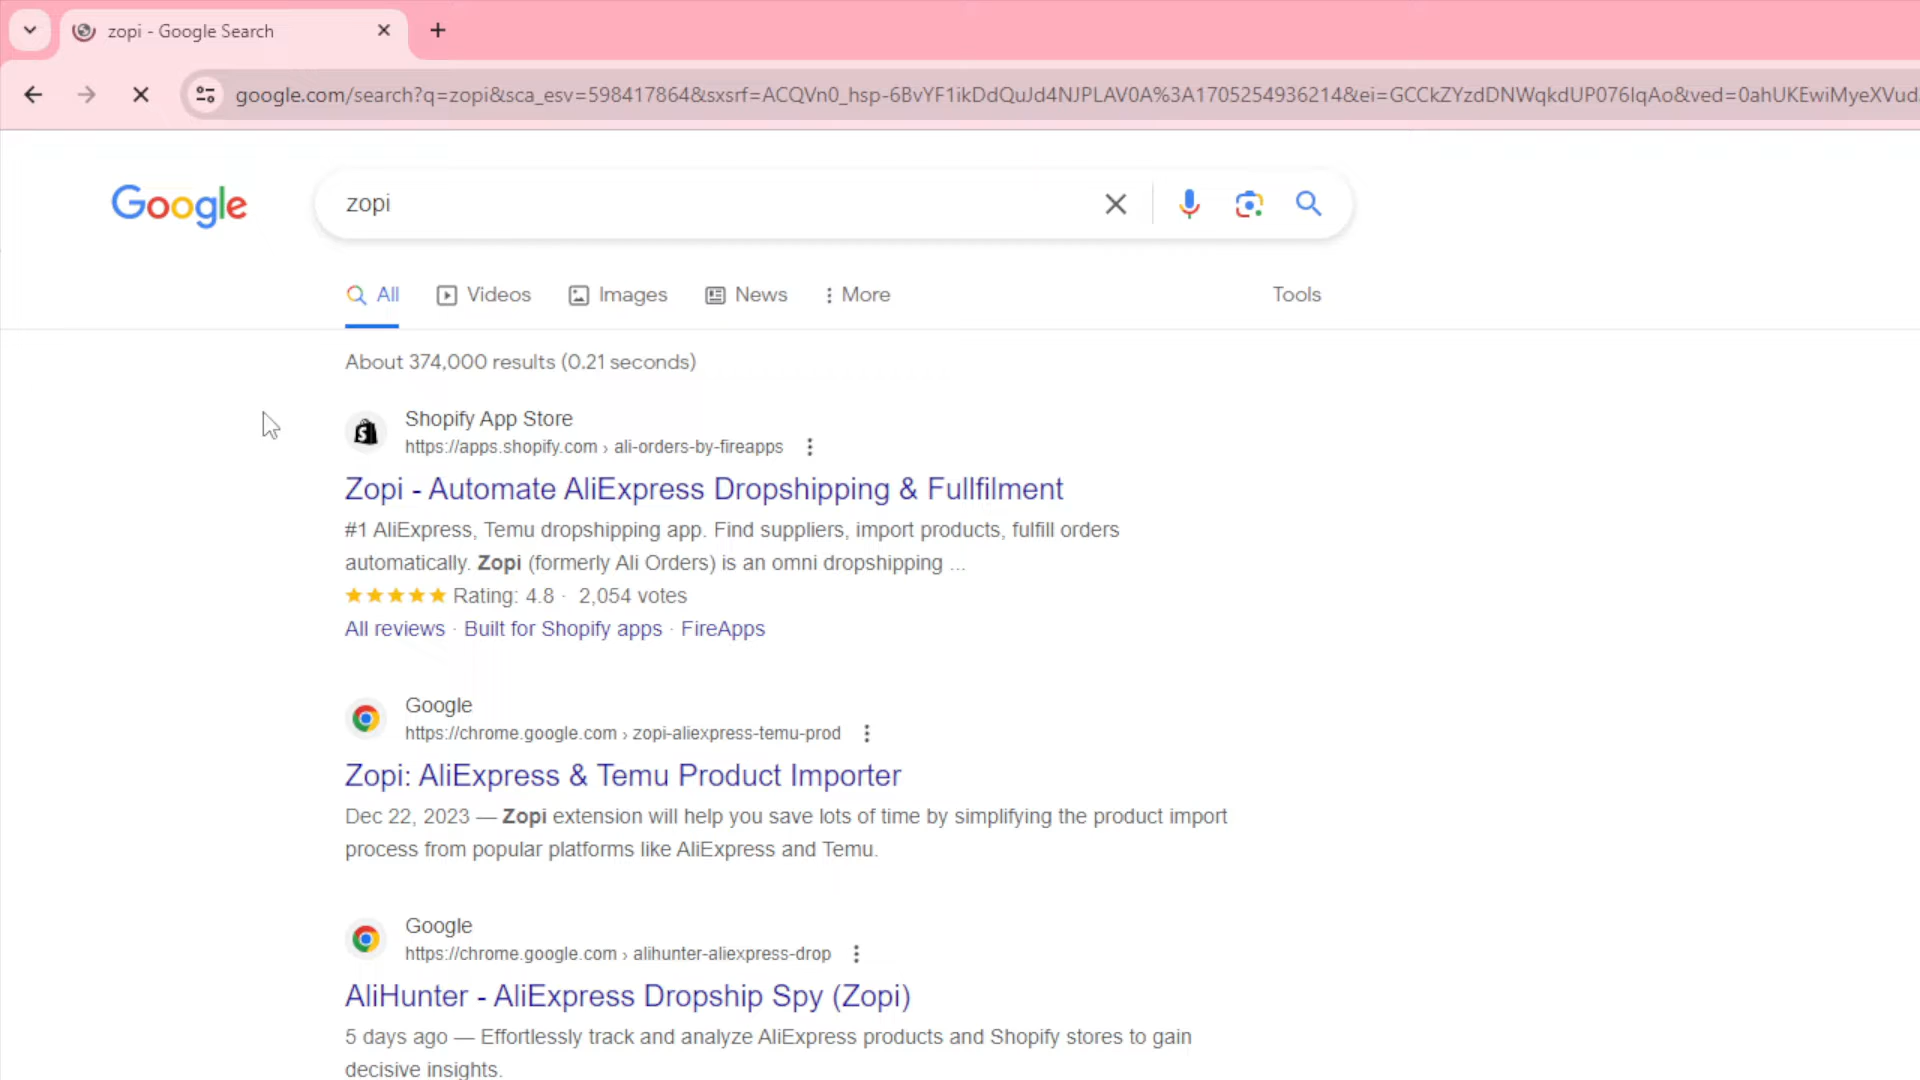 zopi - Google Search
google.com/search?q=zopi&sca_esv=598417864&sxsrf=ACQVn0_hsp-6BvYF1ikDdQuJd4NJPLAV0A%3A1705254936214&ei=GCCkZYzdDNWqkdUP076IqAo&ved=0ahUKEwiMyeXVud
Google
zopi
All
Videos
Images
News
More
Tools
About 374,000 results (0.21 seconds)
Shopify App Store
https://apps.shopify.com › ali-orders-by-fireapps
Zopi - Automate AliExpress Dropshipping & Fullfilment
#1 AliExpress, Temu dropshipping app. Find suppliers, import products, fulfill orders
automatically. Zopi (formerly Ali Orders) is an omni dropshipping ...
Rating: 4.8 · 2,054 votes
All reviews · Built for Shopify apps · FireApps
Google
https://chrome.google.com › zopi-aliexpress-temu-prod
Zopi: AliExpress & Temu Product Importer
Dec 22, 2023 — Zopi extension will help you save lots of time by simplifying the product import
process from popular platforms like AliExpress and Temu.
Google
https://chrome.google.com › alihunter-aliexpress-drop
AliHunter - AliExpress Dropship Spy (Zopi)
5 days ago — Effortlessly track and analyze AliExpress products and Shopify stores to gain
decisive insights.